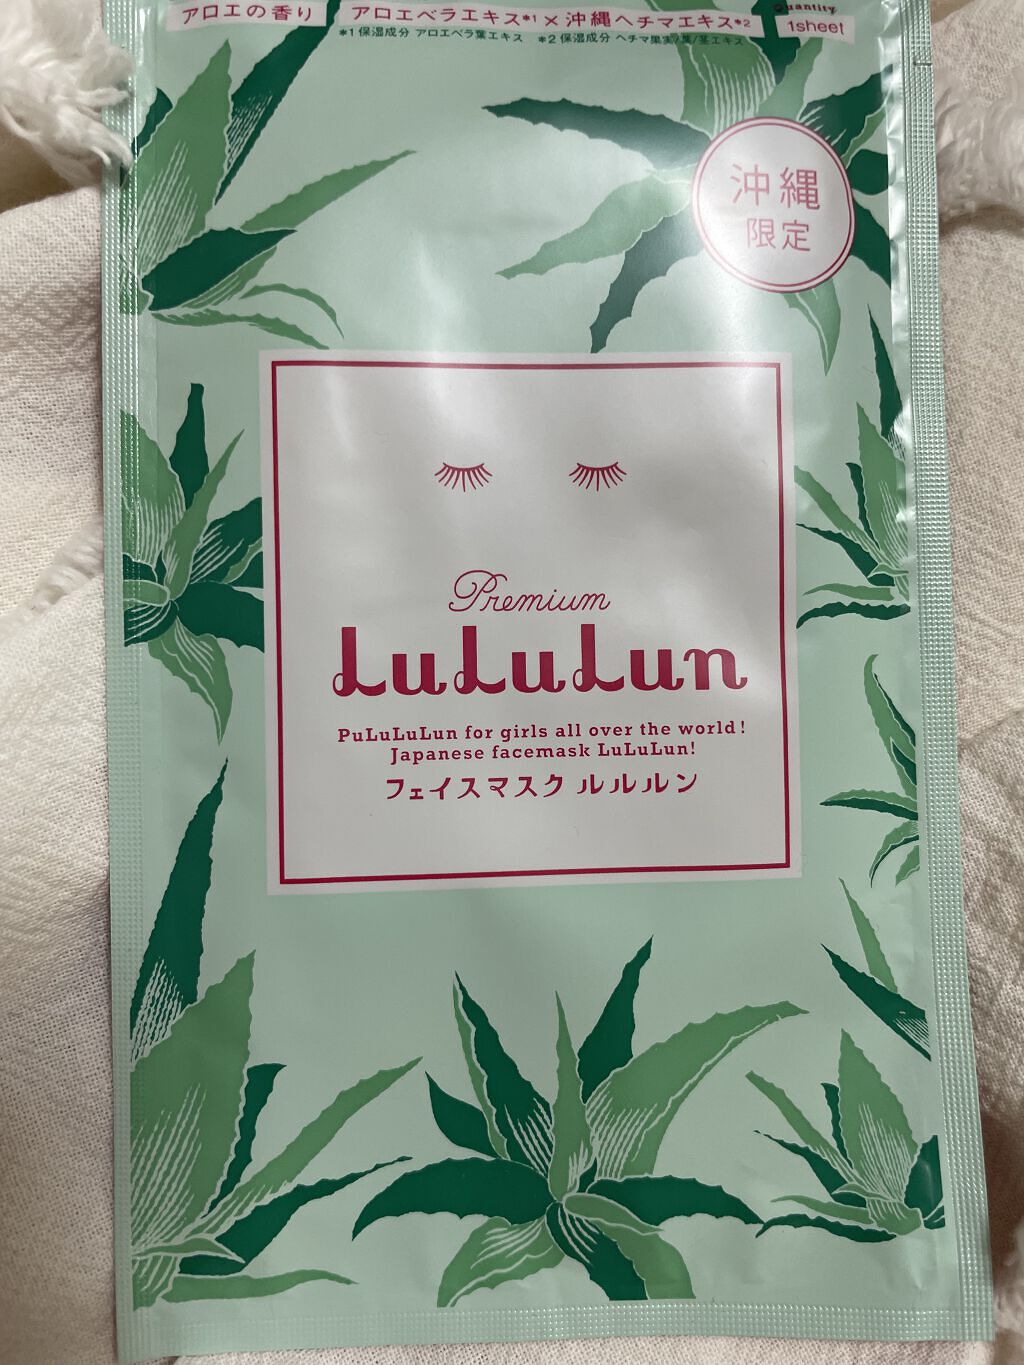 アロエの香り
アロエベラエキス*1 × 沖縄ヘチマエキス*2
Quantity
1sheet
*1 保湿成分 アロエベラ葉エキス *2 保湿成分 ヘチマ果実/葉/茎エキス
沖縄
限定
Premium
LuLuLun
PuLuLuLun for girls all over the world!
Japanese facemask LuLuLun!
フェイスマスク ルルルン